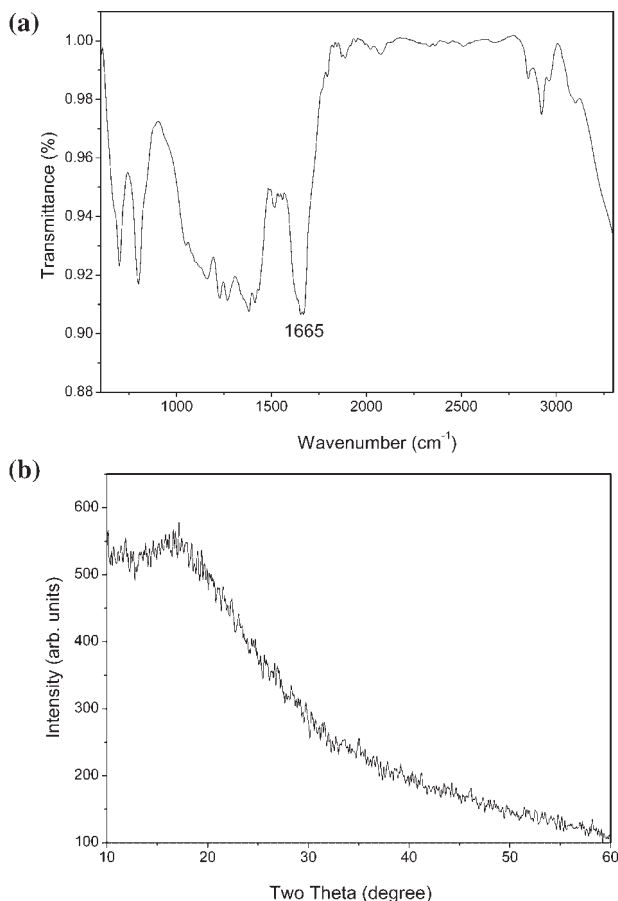 (a)
1.00
0.98
0.96
0.94
0.92
0.90
0.88
Transmittance (%)
1665
1000 1500 2000 2500 3000
Wavenumber (cm⁻¹)
(b)
600
500
400
300
200
100
Intensity (arb. units)
10 20 30 40 50 60
Two Theta (degree)